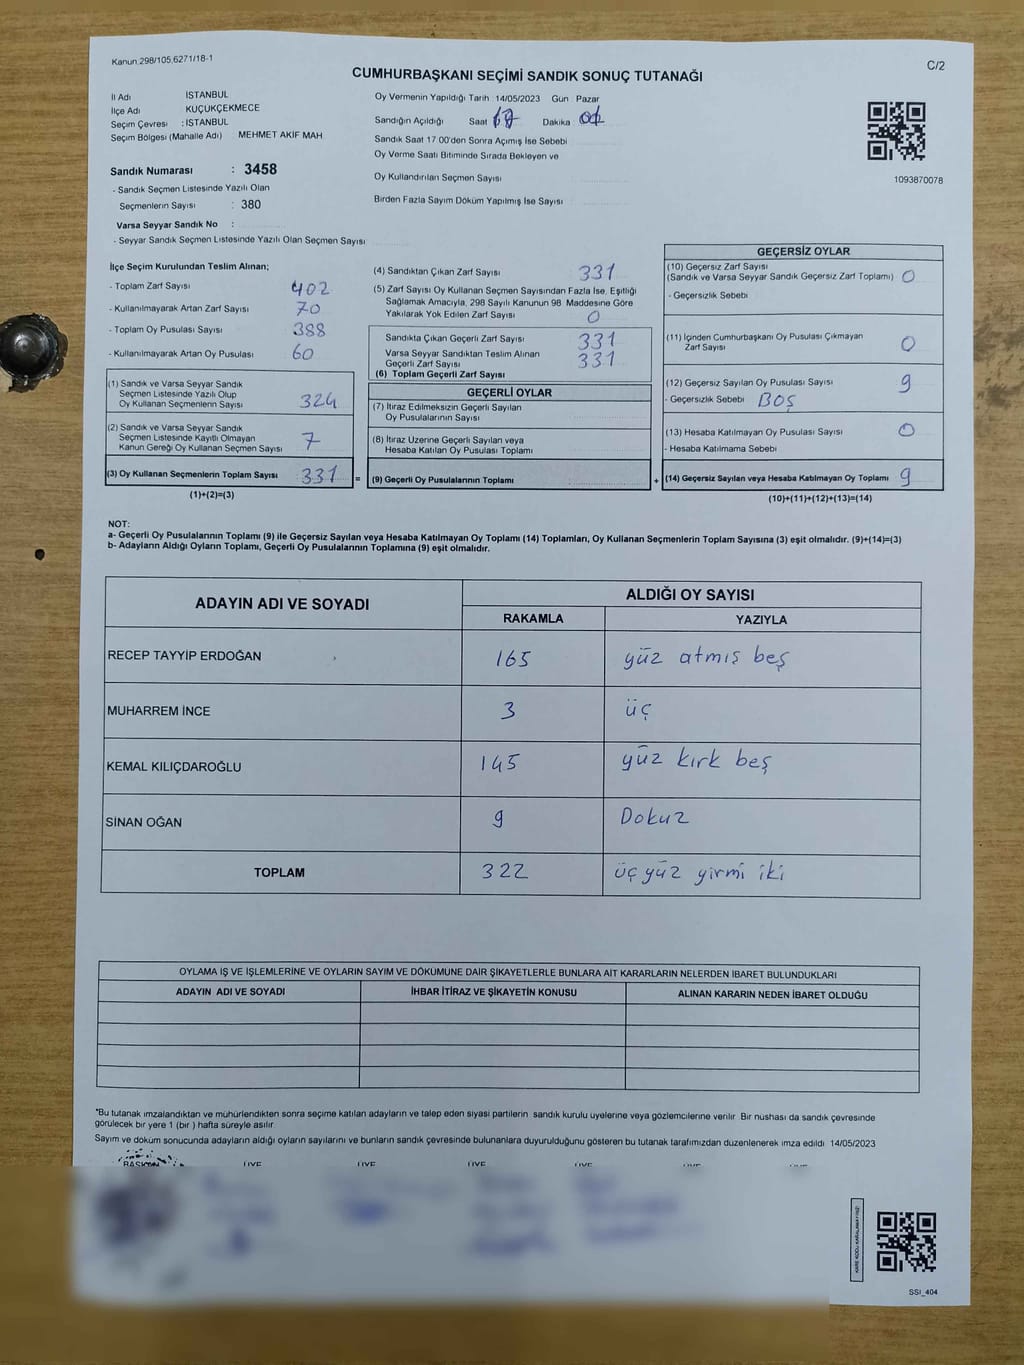 Kanun 298/105,6271/18-1
C/2
CUMHURBAŞKANI SEÇİMİ SANDIK SONUÇ TUTANAĞI
İl Adı İSTANBUL
İlçe Adı KÜÇÜKÇEKMECE
Seçim Çevresi : İSTANBUL
Seçim Bölgesi (Mahalle Adı) : MEHMET AKİF MAH.
Oy Vermenin Yapıldığı Tarih : 14/05/2023 Gün Pazar
Sandığın Açıldığı Saat Dakika
Sandık Saat 17 00'den Sonra Açımış İse Sebebi
Oy Verme Saati Bitiminde Sırada Bekleyen ve
Oy Kullandırılan Seçmen Sayısı
Birden Fazla Sayım Döküm Yapılmış İse Sayısı
1093870078
Sandık Numarası : 3458
- Sandık Seçmen Listesinde Yazılı Olan
Seçmenlerin Sayısı : 380
Varsa Seyyar Sandık No :
- Seyyar Sandık Seçmen Listesinde Yazılı Olan Seçmen Sayısı
İlçe Seçim Kurulundan Teslim Alınan;
- Toplam Zarf Sayısı 402
- Kullanılmayarak Artan Zarf Sayısı 70
- Toplam Oy Pusulası Sayısı 388
- Kullanılmayarak Artan Oy Pusulası 60
(1) Sandık ve Varsa Seyyar Sandık
Seçmen Listesinde Yazılı Olup
Oy Kullanan Seçmenlerin Sayısı 324
(2) Sandık ve Varsa Seyyar Sandık
Seçmen Listesinde Kayıtlı Olmayan
Kanun Gereği Oy Kullanan Seçmen Sayısı 7
(3) Oy Kullanan Seçmenlerin Toplam Sayısı 331 =
(1)+(2)=(3)
(4) Sandıktan Çıkan Zarf Sayısı 331
(5) Zarf Sayısı Oy Kullanan Seçmen Sayısından Fazla İse, Eşitliği
Sağlamak Amacıyla, 298 Sayılı Kanunun 98. Maddesine Göre
Yakılarak Yok Edilen Zarf Sayısı 0
Sandıkta Çıkan Geçerli Zarf Sayısı 331
Varsa Seyyar Sandıktan Teslim Alınan
Geçerli Zarf Sayısı 331
(6) Toplam Geçerli Zarf Sayısı
GEÇERLİ OYLAR
(7) İtiraz Edilmeksizin Geçerli Sayılan
Oy Pusulalarının Sayısı
(8) İtiraz Üzerine Geçerli Sayılan veya
Hesaba Katılan Oy Pusulası Toplamı
(9) Geçerli Oy Pusulalarının Toplamı +
GEÇERSİZ OYLAR
(10) Geçersiz Zarf Sayısı
(Sandık ve Varsa Seyyar Sandık Geçersiz Zarf Toplamı) 0
- Geçersizlik Sebebi
(11) İçinden Cumhurbaşkanı Oy Pusulası Çıkmayan
Zarf Sayısı 0
(12) Geçersiz Sayılan Oy Pusulası Sayısı 9
- Geçersizlik Sebebi BOŞ
(13) Hesaba Katılmayan Oy Pusulası Sayısı 0
- Hesaba Katılmama Sebebi
(14) Geçersiz Sayılan veya Hesaba Katılmayan Oy Toplamı 9
(10)+(11)+(12)+(13)=(14)
NOT:
a- Geçerli Oy Pusulalarının Toplamı (9) ile Geçersiz Sayılan veya Hesaba Katılmayan Oy Toplamı (14) Toplamları, Oy Kullanan Seçmenlerin Toplam Sayısına (3) eşit olmalıdır. (9)+(14)=(3)
b- Adayların Aldığı Oyların Toplamı, Geçerli Oy Pusulalarının Toplamına (9) eşit olmalıdır.
ADAYIN ADI VE SOYADI
ALDIĞI OY SAYISI
RAKAMLA YAZIYLA
RECEP TAYYİP ERDOĞAN 165 yüz atmış beş
MUHARREM İNCE 3 üç
KEMAL KILIÇDAROĞLU 145 yüz kırk beş
SİNAN OĞAN 9 Dokuz
TOPLAM 322 üç yüz yirmi iki
OYLAMA İŞ VE İŞLEMLERİNE VE OYLARIN SAYIM VE DÖKÜMÜNE DAİR ŞİKAYETLERLE BUNLARA AİT KARARLARIN NELERDEN İBARET BULUNDUKLARI
ADAYIN ADI VE SOYADI İHBAR İTİRAZ VE ŞİKAYETİN KONUSU ALINAN KARARIN NEDEN İBARET OLDUĞU
*Bu tutanak imzalandıktan ve mühürlendikten sonra seçime katılan adayların ve talep eden siyasi partilerin sandık kurulu üyelerine veya gözlemcilerine verilir. Bir nüshası da sandık çevresinde
görülecek bir yere 1 (bir ) hafta süreyle asılır.
Sayım ve döküm sonucunda adayların aldığı oyların sayılarını ve bunların sandık çevresinde bulunanlara duyurulduğunu gösteren bu tutanak tarafımızdan düzenlenerek imza edildi 14/05/2023
BAŞKAN ÜYE ÜYE ÜYE ÜYE ÜYE ÜYE
KARE KODU KARALAMAYINIZ!
SSI_404